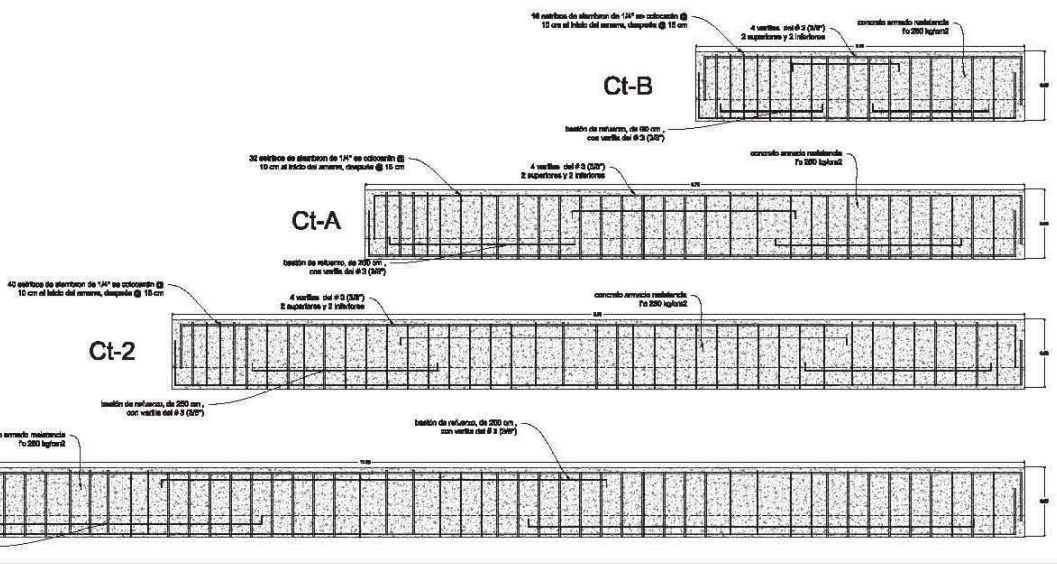 16 estribos de alambron de 1/4" se colocarán @
10 cm al inicio del amarre, después @ 15 cm
4 varillas del # 3 (3/8")
2 superiores y 2 inferiores
concreto armado resistencia
f'c 250 kg/cm2
Ct-B
bastón de refuerzo, de 60 cm ,
con varilla del # 3 (3/8")
32 estribos de alambron de 1/4" se colocarán @
10 cm al inicio del amarre, después @ 15 cm
4 varillas del # 3 (3/8")
2 superiores y 2 inferiores
concreto armado resistencia
f'c 250 kg/cm2
Ct-A
bastón de refuerzo, de 200 cm ,
con varilla del # 3 (3/8")
40 estribos de alambron de 1/4" se colocarán @
10 cm al inicio del amarre, después @ 15 cm
4 varillas del # 3 (3/8")
2 superiores y 2 inferiores
concreto armado resistencia
f'c 250 kg/cm2
Ct-2
bastón de refuerzo, de 250 cm ,
con varilla del # 3 (3/8")
armado resistencia
f'c 250 kg/cm2
bastón de refuerzo, de 200 cm ,
con varilla del # 3 (3/8")